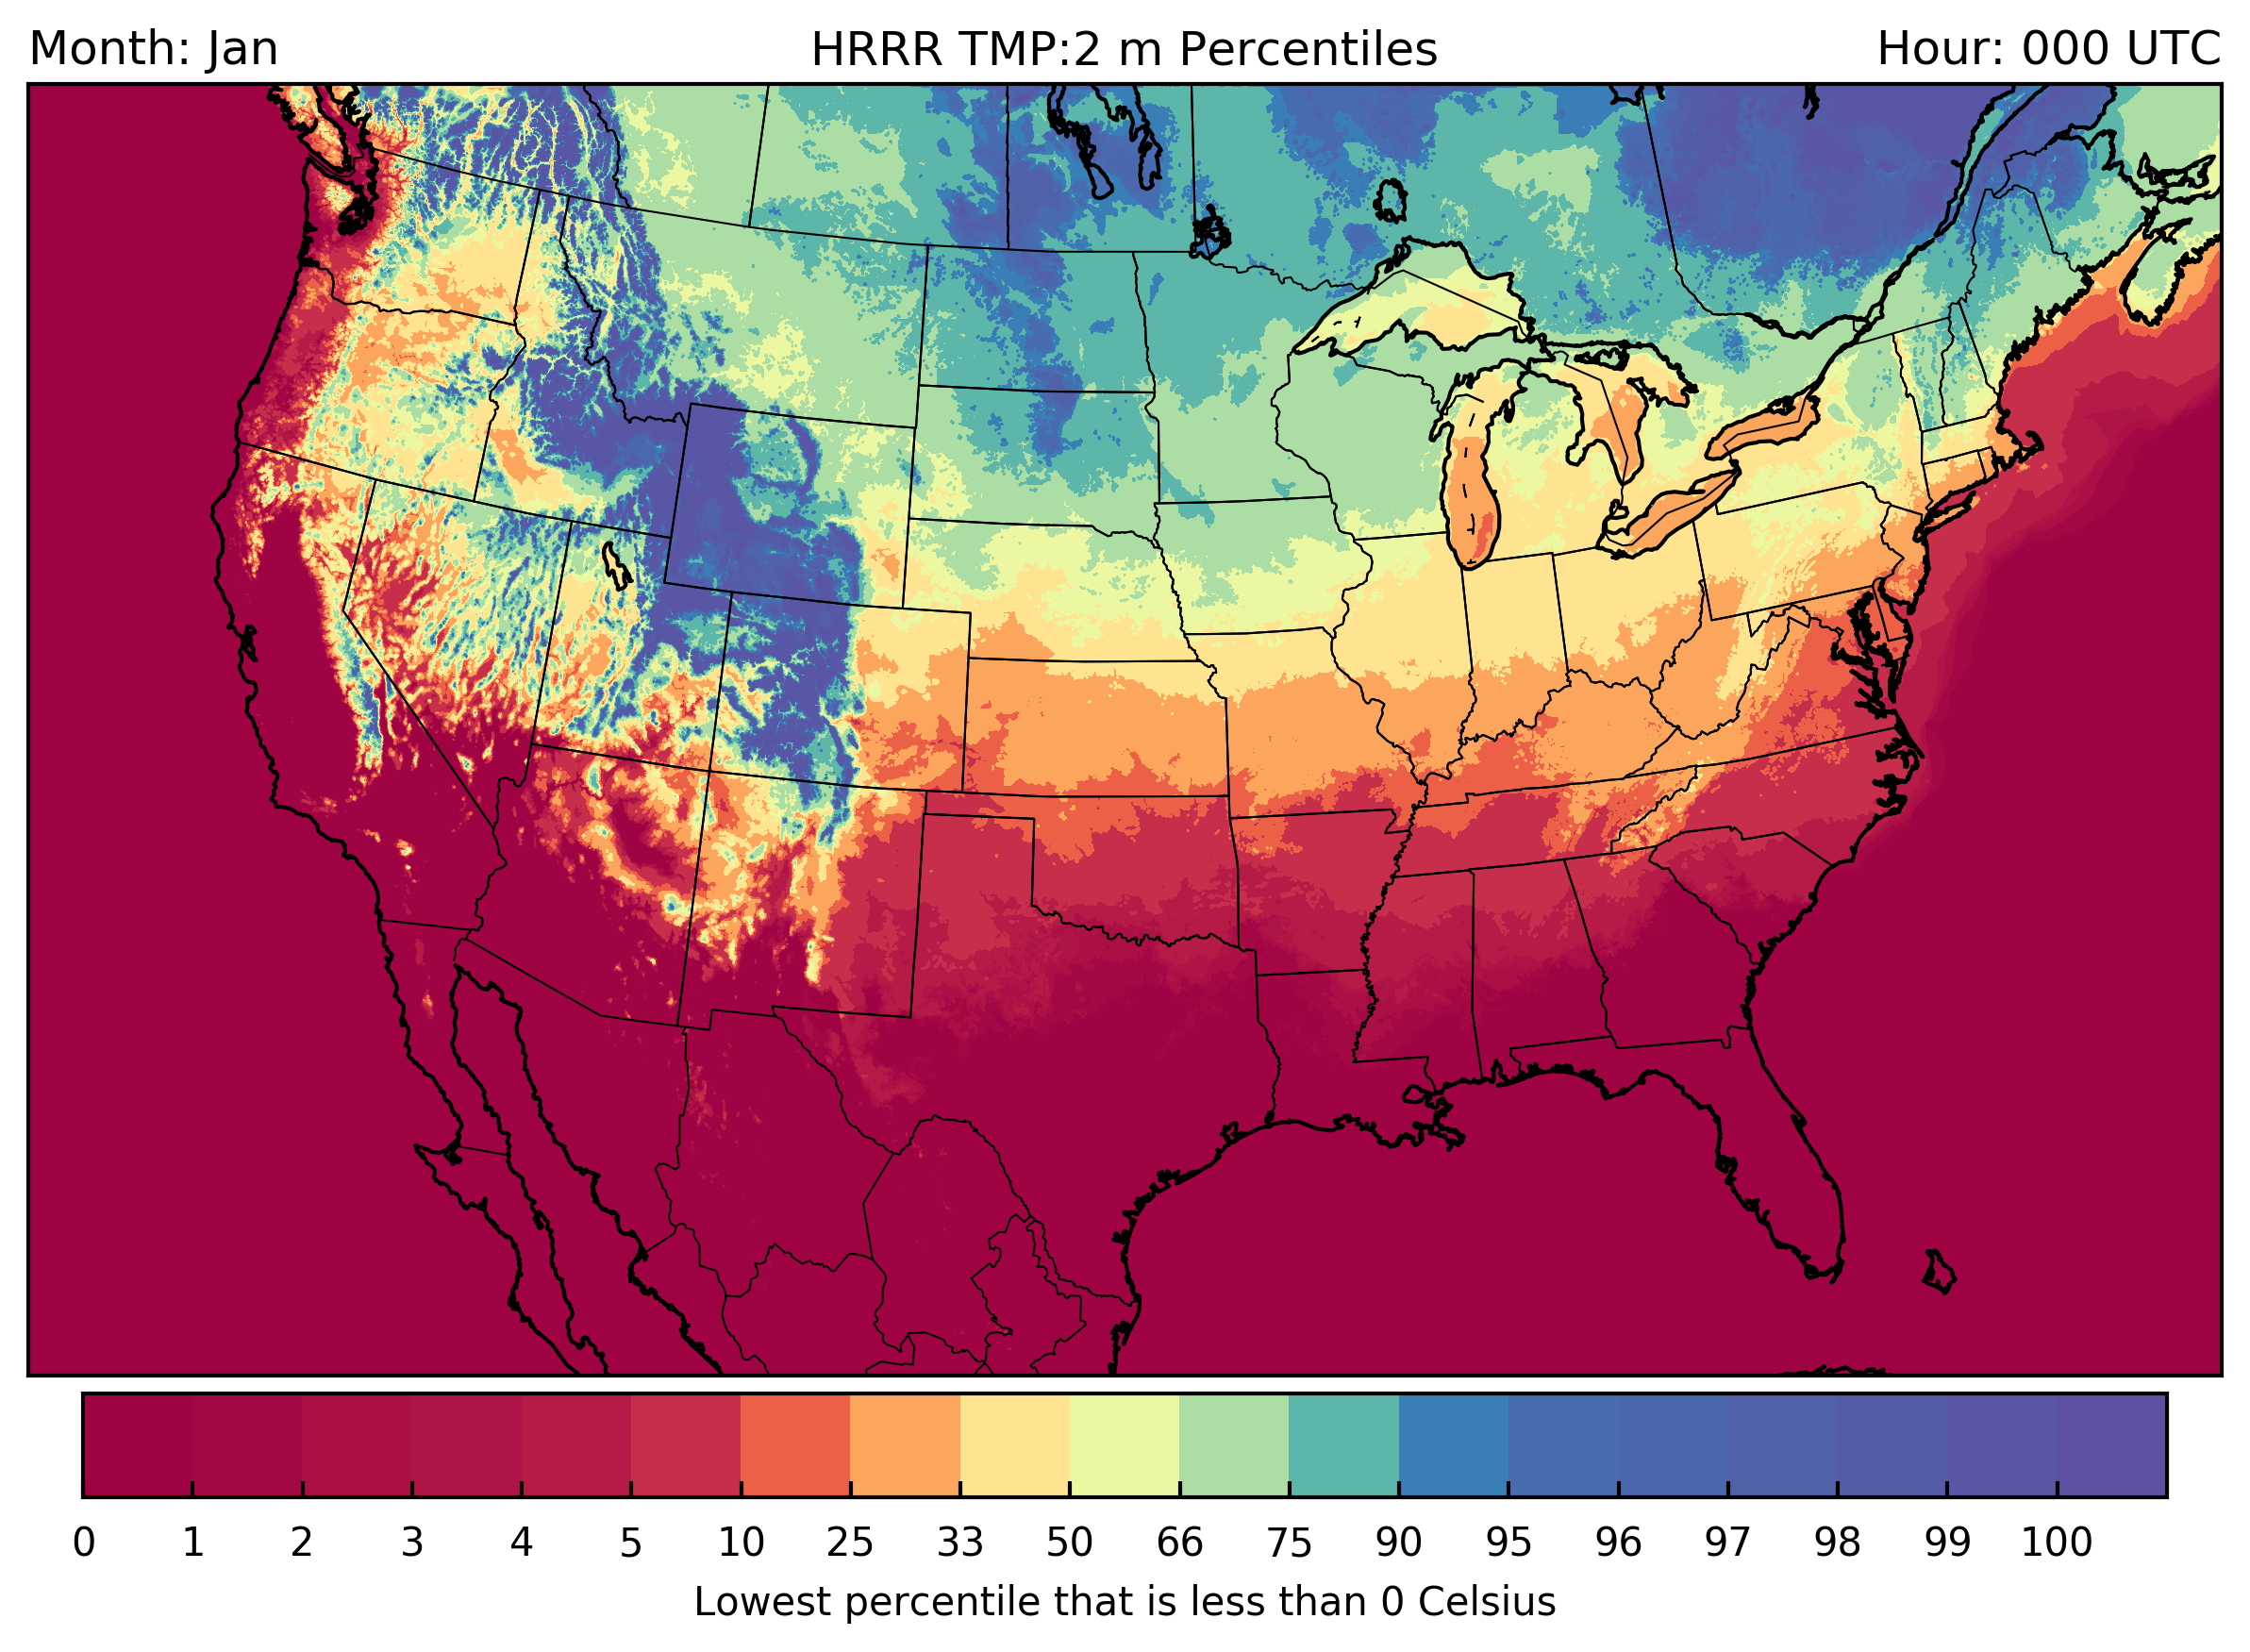 Month: Jan
HRRR TMP:2 m Percentiles
Hour: 000 UTC
0 1 2 3 4 5 10 25 33 50 66 75 90 95 96 97 98 99 100
Lowest percentile that is less than 0 Celsius